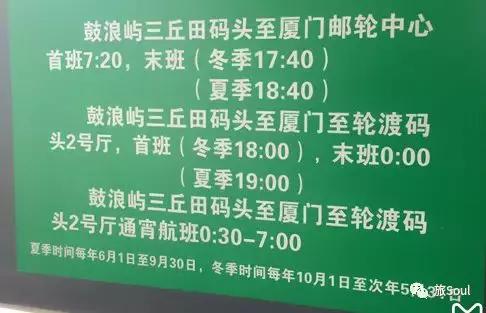 鼓浪屿三丘田码头至厦门邮轮中心
首班7:20，末班（冬季17:40）
（夏季18:40）
鼓浪屿三丘田码头至厦门至轮渡码
头2号厅，首班（冬季18:00），末班0:00
（夏季19:00）
鼓浪屿三丘田码头至厦门至轮渡码
头2号厅通宵航班0:30-7:00
夏季时间每年6月1日至9月30日，冬季时间每年10月1日至次年5月31日
旅Soul